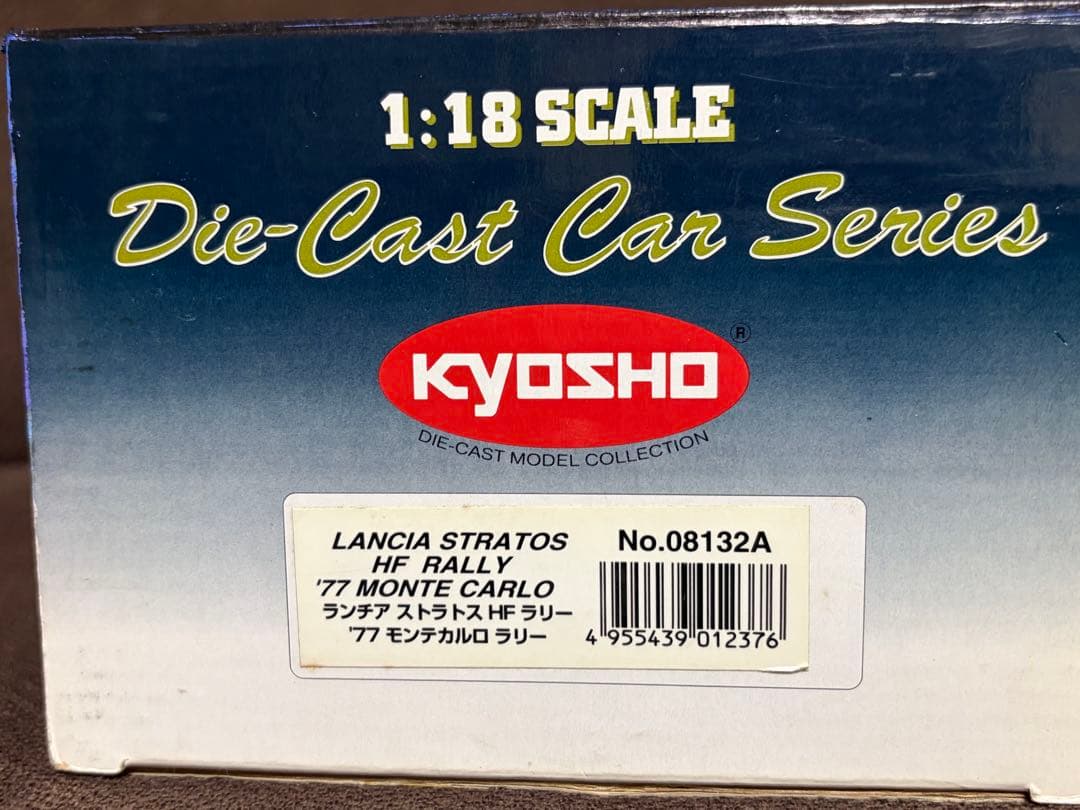 1:18 SCALE
Die-Cast Car Series
KYOSHO ®
DIE-CAST MODEL COLLECTION
LANCIA STRATOS
HF RALLY
'77 MONTE CARLO
ランチア ストラトス HF ラリー
'77 モンテカルロ ラリー
No.08132A
4 955439 012376